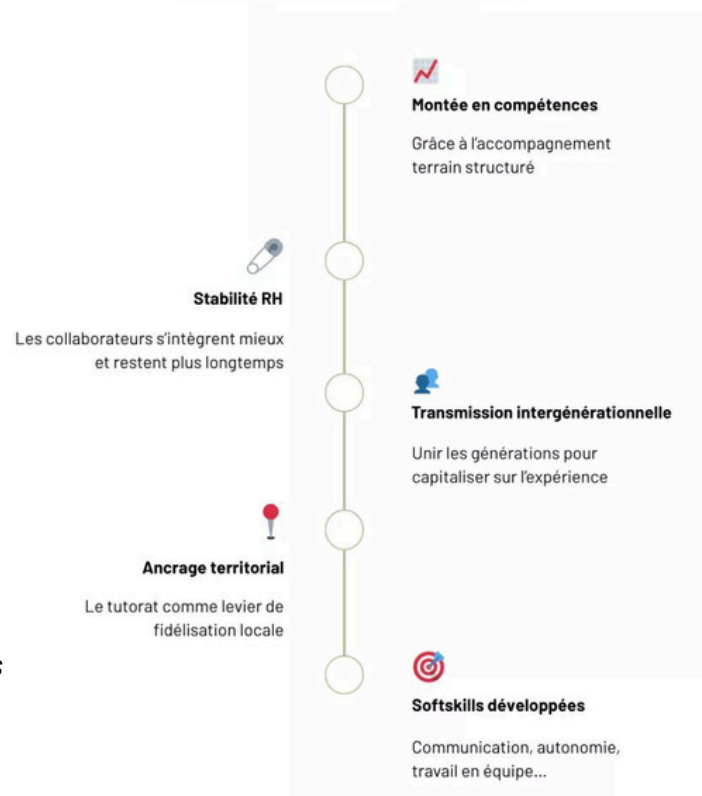 Montée en compétences
Grâce à l'accompagnement
terrain structuré
Stabilité RH
Les collaborateurs s'intègrent mieux
et restent plus longtemps
Transmission intergénérationnelle
Unir les générations pour
capitaliser sur l'expérience
Ancrage territorial
Le tutorat comme levier de
fidélisation locale
Softskills développées
Communication, autonomie,
travail en équipe...